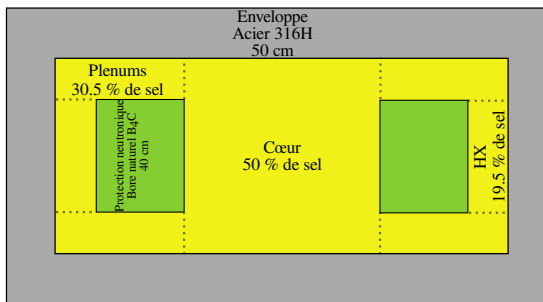 Enveloppe
Acier 316H
50 cm
Plenums
30.5 % de sel
Protection neutronique
Bore naturel B4C
40 cm
Cœur
50 % de sel
HX
19.5 % de sel